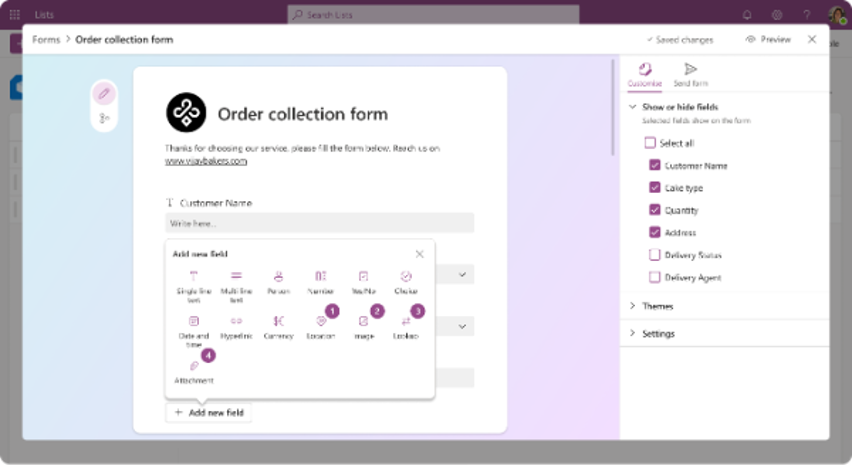 Lists
Search Lists
Forms > Order collection form
Saved changes
Preview
Order collection form
Thanks for choosing our service, please fill the form below. Reach us on
www.vijaybakers.com
Customer Name
Write here...
Add new field
Single line text
Multi line text
Person
Number
Yes/No
Choice
Date and time
Hyperlink
Currency
Location
1
Image
2
Lookup
3
Attachment
4
+ Add new field
Customise
Send form
Show or hide fields
Selected fields show on the form
Select all
Customer Name
Cake type
Quantity
Address
Delivery Status
Delivery Agent
Themes
Settings